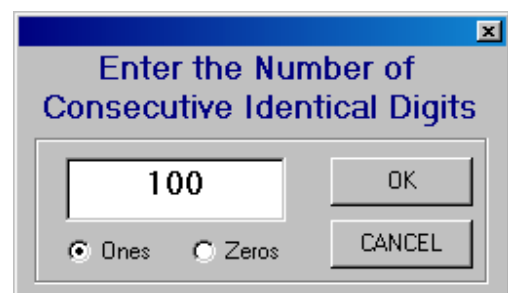 Enter the Number of
Consecutive Identical Digits
100
OK
Ones Zeros
CANCEL